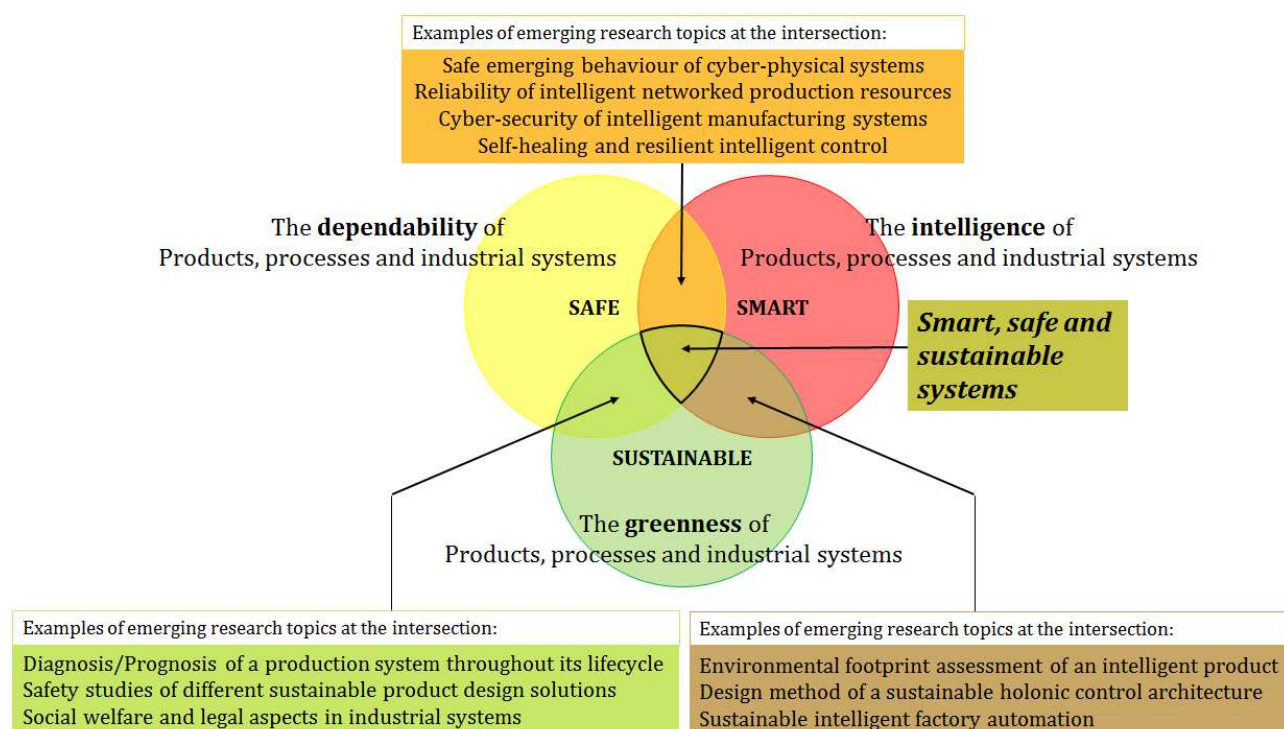 Examples of emerging research topics at the intersection:
Safe emerging behaviour of cyber-physical systems
Reliability of intelligent networked production resources
Cyber-security of intelligent manufacturing systems
Self-healing and resilient intelligent control
The dependability of
Products, processes and industrial systems
The intelligence of
Products, processes and industrial systems
SAFE
SMART
Smart, safe and
sustainable
systems
SUSTAINABLE
The greenness of
Products, processes and industrial systems
Examples of emerging research topics at the intersection:
Diagnosis/Prognosis of a production system throughout its lifecycle
Safety studies of different sustainable product design solutions
Social welfare and legal aspects in industrial systems
Examples of emerging research topics at the intersection:
Environmental footprint assessment of an intelligent product
Design method of a sustainable holonic control architecture
Sustainable intelligent factory automation